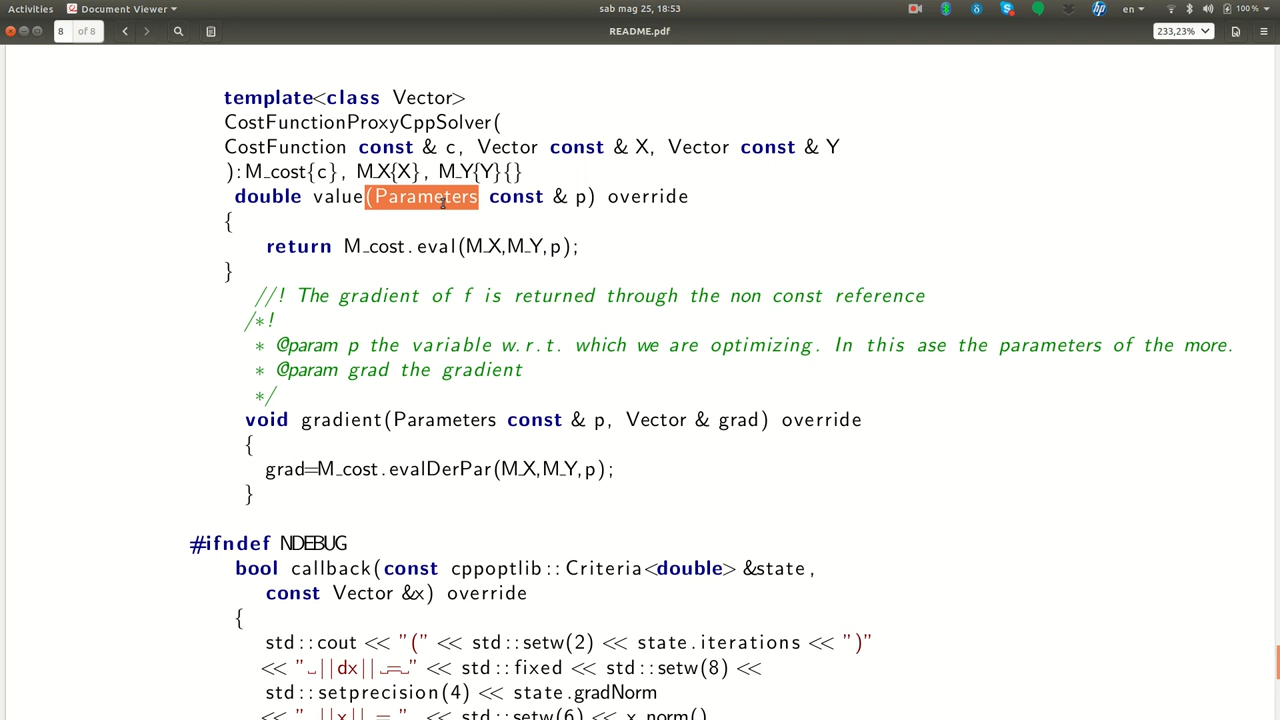 Activities Document Viewer sab mag 25, 18:53 en 100 %
8 of 8 README.pdf 233,23%
template<class Vector>
CostFunctionProxyCppSolver(
CostFunction const & c, Vector const & X, Vector const & Y
):M_cost{c}, M_X{X}, M_Y{Y}{}
double value(Parameters const & p) override
{
return M_cost.eval(M_X,M_Y,p);
}
//! The gradient of f is returned through the non const reference
/*!
* @param p the variable w.r.t. which we are optimizing. In this ase the parameters of the more.
* @param grad the gradient
*/
void gradient(Parameters const & p, Vector & grad) override
{
grad=M_cost.evalDerPar(M_X,M_Y,p);
}
#ifndef NDEBUG
bool callback(const cppoptlib::Criteria<double> &state,
const Vector &x) override
{
std::cout << "(" << std::setw(2) << state.iterations << ")"
<< "␣||dx||␣=␣" << std::fixed << std::setw(8) <<
std::setprecision(4) << state.gradNorm
<< "␣||x||␣=␣" << std::setw(6) << x.norm()